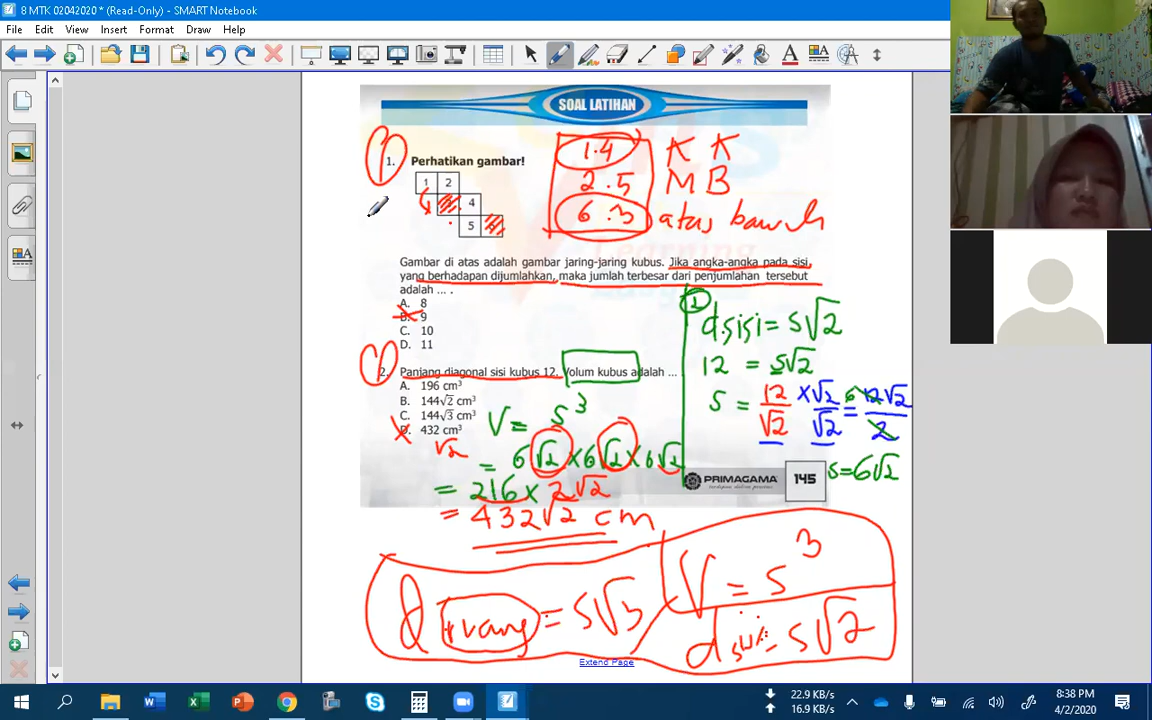 8 MTK 02042020 * (Read-Only) - SMART Notebook
File Edit View Insert Format Draw Help
SOAL LATIHAN
1. Perhatikan gambar!
1 2
4
5
1.4 K K
2.5 M B
6.3 atas bawah
Gambar di atas adalah gambar jaring-jaring kubus. Jika angka-angka pada sisi
yang berhadapan dijumlahkan, maka jumlah terbesar dari penjumlahan tersebut
adalah ... .
A. 8
B. 9
C. 10
D. 11
2. Panjang diagonal sisi kubus 12. Volum kubus adalah ...
A. 196 cm³
B. 144√2 cm³
C. 144√3 cm³
D. 432 cm³
√2
V = s³
= 6√2 × 6√2 × 6√2
= 216 × 2√2
= 432√2 cm
d.sisi = s√2
12 = s√2
s = 12/√2 × √2/√2 = 6 12√2/2
s = 6√2
PRIMAGAMA
145
d ruang = s√3
V = s³
d sisi = s√2
Extend Page
22.9 KB/s
16.9 KB/s
8:38 PM
4/2/2020